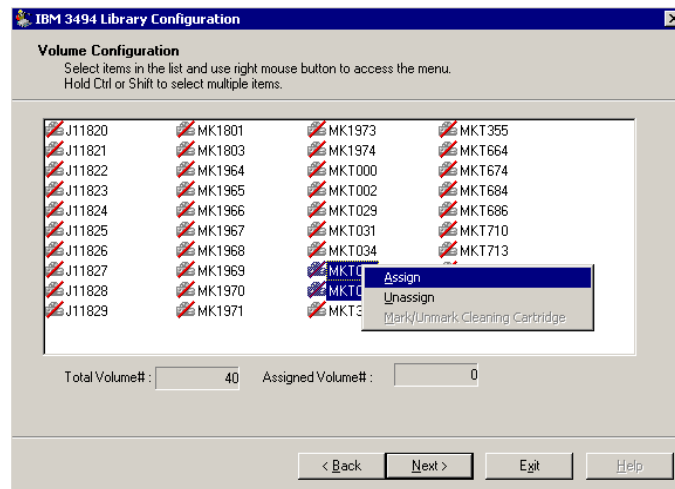 IBM 3494 Library Configuration
Volume Configuration
Select items in the list and use right mouse button to access the menu.
Hold Ctrl or Shift to select multiple items.
J11820 MK1801 MK1973 MKT355
J11821 MK1803 MK1974 MKT664
J11822 MK1964 MKT000 MKT674
J11823 MK1965 MKT002 MKT684
J11824 MK1966 MKT029 MKT686
J11825 MK1967 MKT031 MKT710
J11826 MK1968 MKT034 MKT713
J11827 MK1969
J11828 MK1970
J11829 MK1971
Assign
Unassign
Mark/Unmark Cleaning Cartridge
Total Volume# : 40 Assigned Volume# : 0
< Back Next > Exit Help